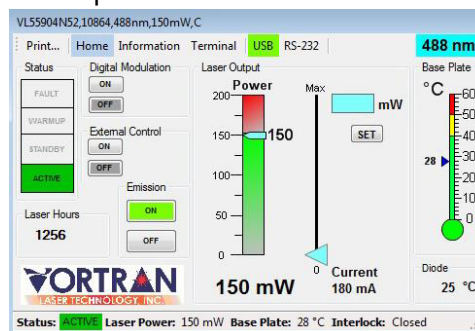 VL55904N52,10864,488nm,150mW,C
Print... Home Information Terminal USB RS-232 488 nm
Status Digital Modulation Laser Output Base Plate
FAULT
WARMUP
STANDBY
ACTIVE
ON
OFF
External Control
ON
OFF
Emission
ON
OFF
Laser Hours
1256
Power
200
150
100
50
0
150
Max
0
mW
SET
150 mW
Current
180 mA
°C
60
50
40
30
20
10
0
28
Diode
25 °C
VORTRAN
LASER TECHNOLOGY, INC.
Status: ACTIVE Laser Power: 150 mW Base Plate: 28 °C Interlock: Closed